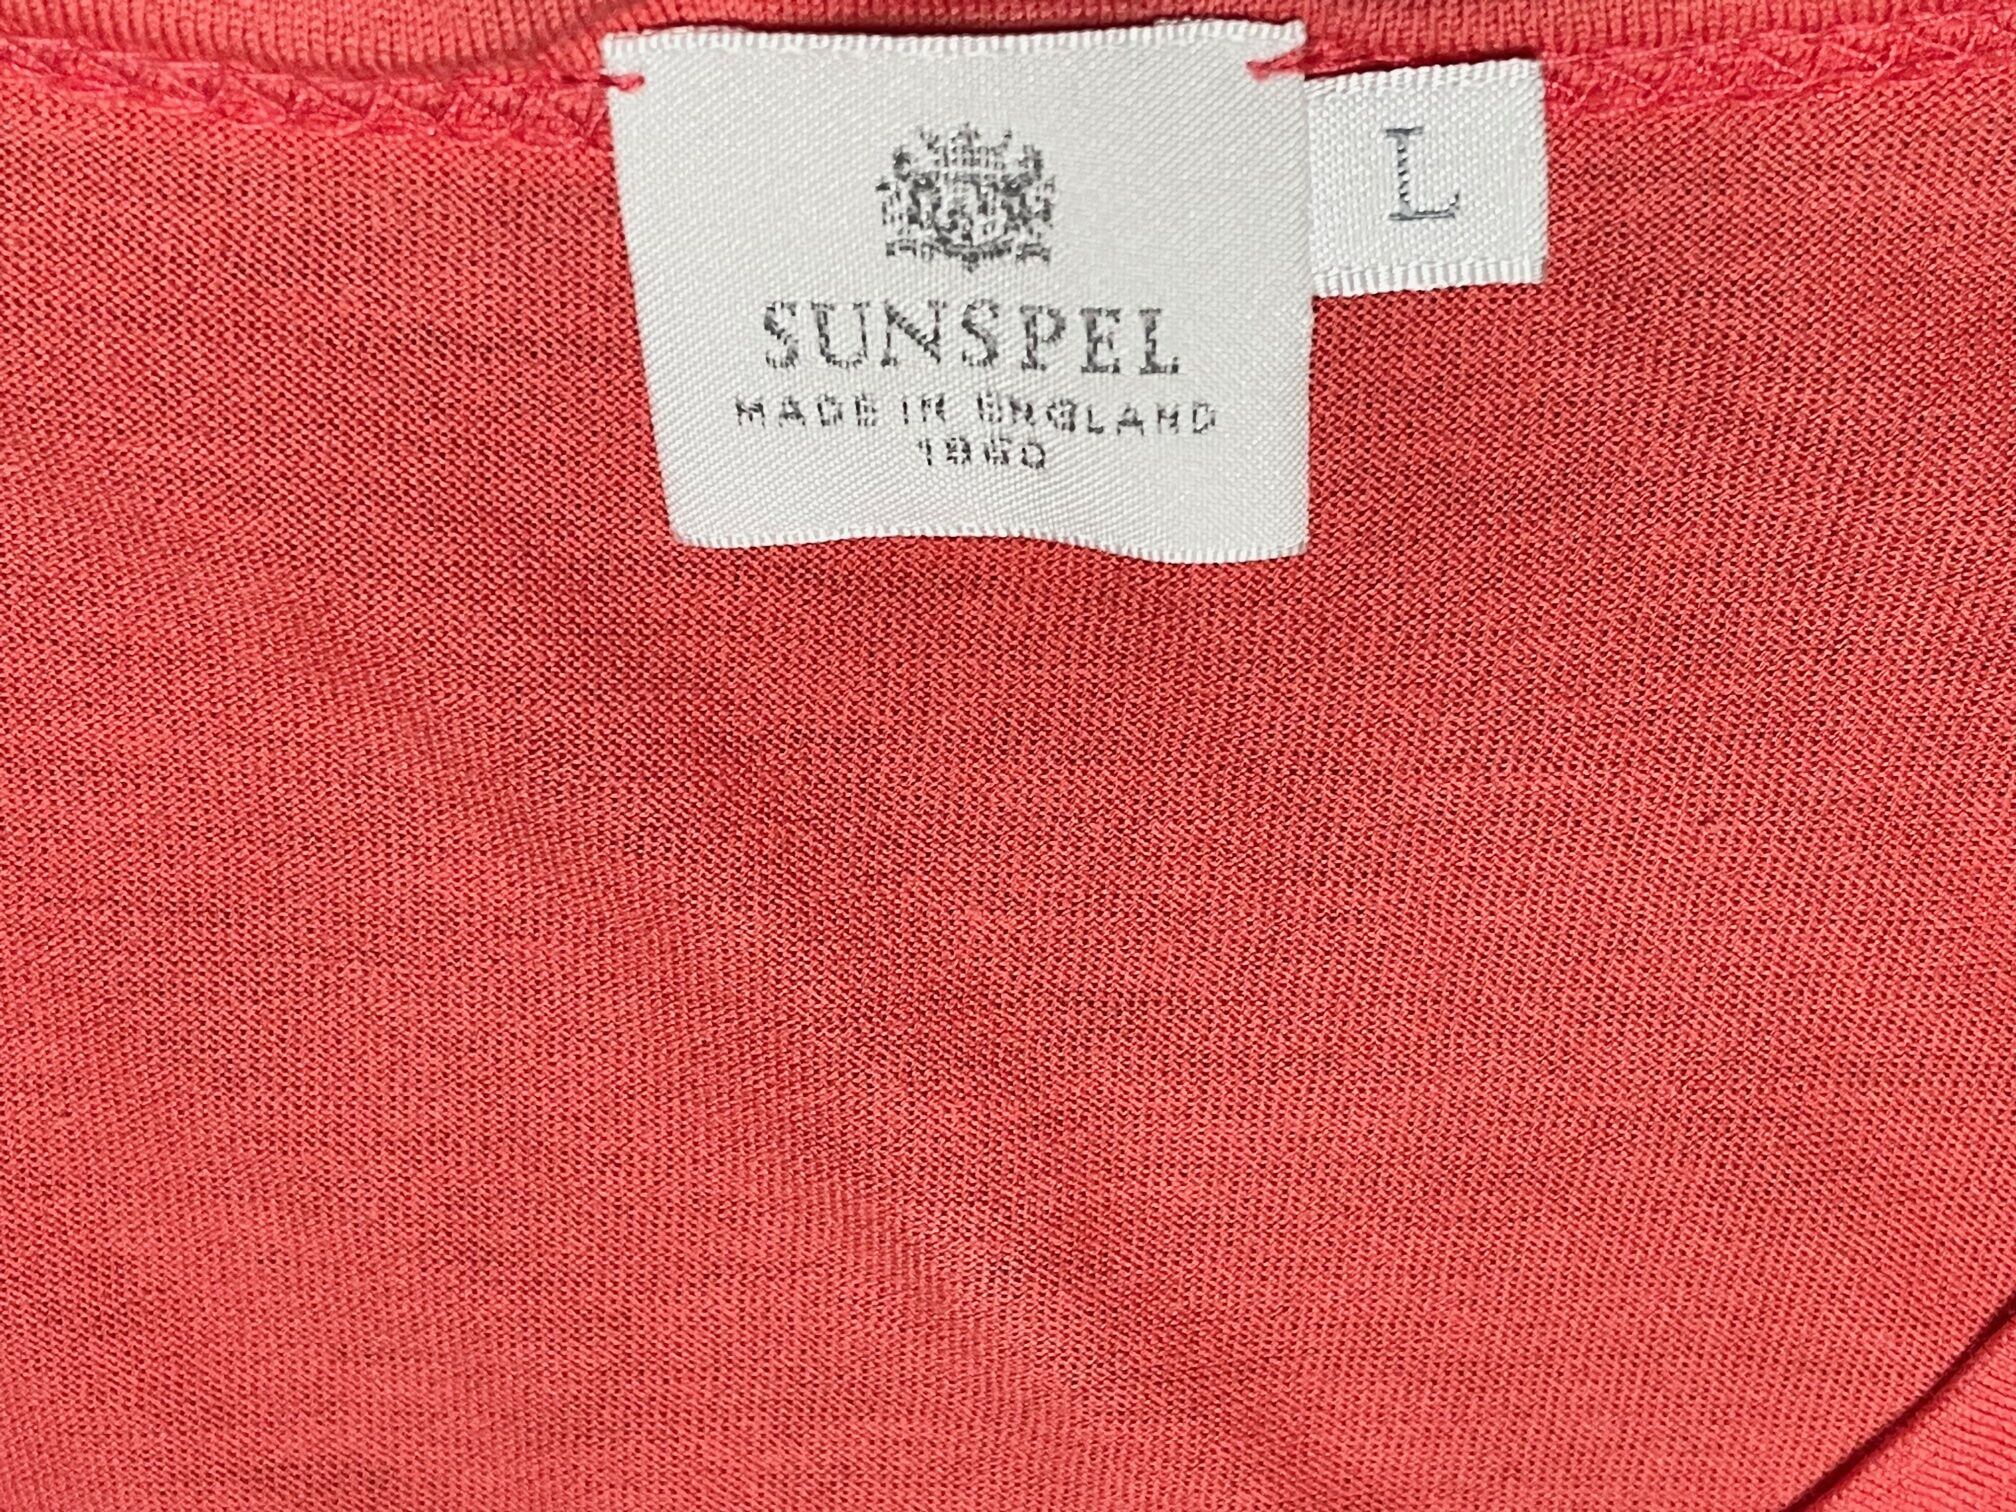 SUNSPEL
MADE IN ENGLAND
1860
L